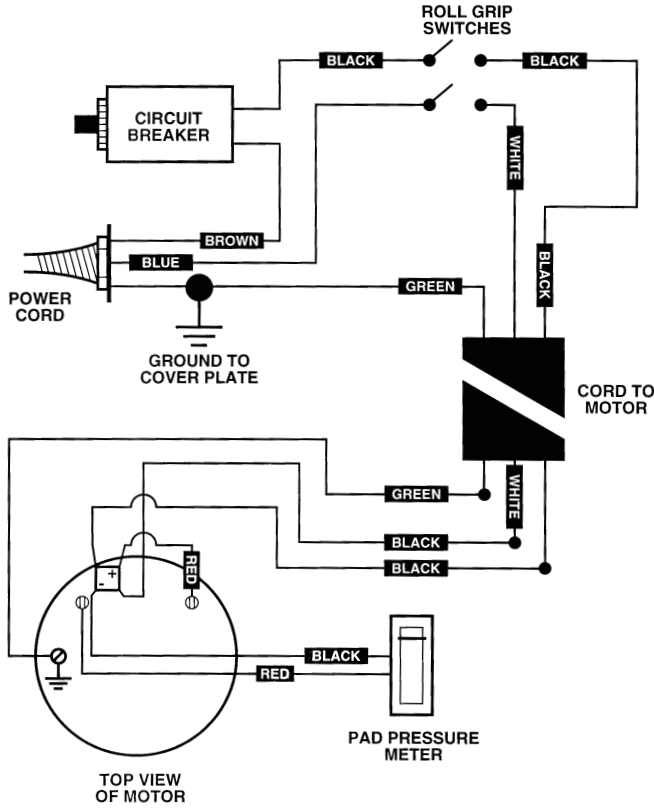 ROLL GRIP
SWITCHES
BLACK
BLACK
CIRCUIT
BREAKER
WHITE
BROWN
BLUE
BLACK
GREEN
POWER
CORD
GROUND TO
COVER PLATE
CORD TO
MOTOR
GREEN
WHITE
BLACK
BLACK
RED
+
-
BLACK
RED
PAD PRESSURE
METER
TOP VIEW
OF MOTOR